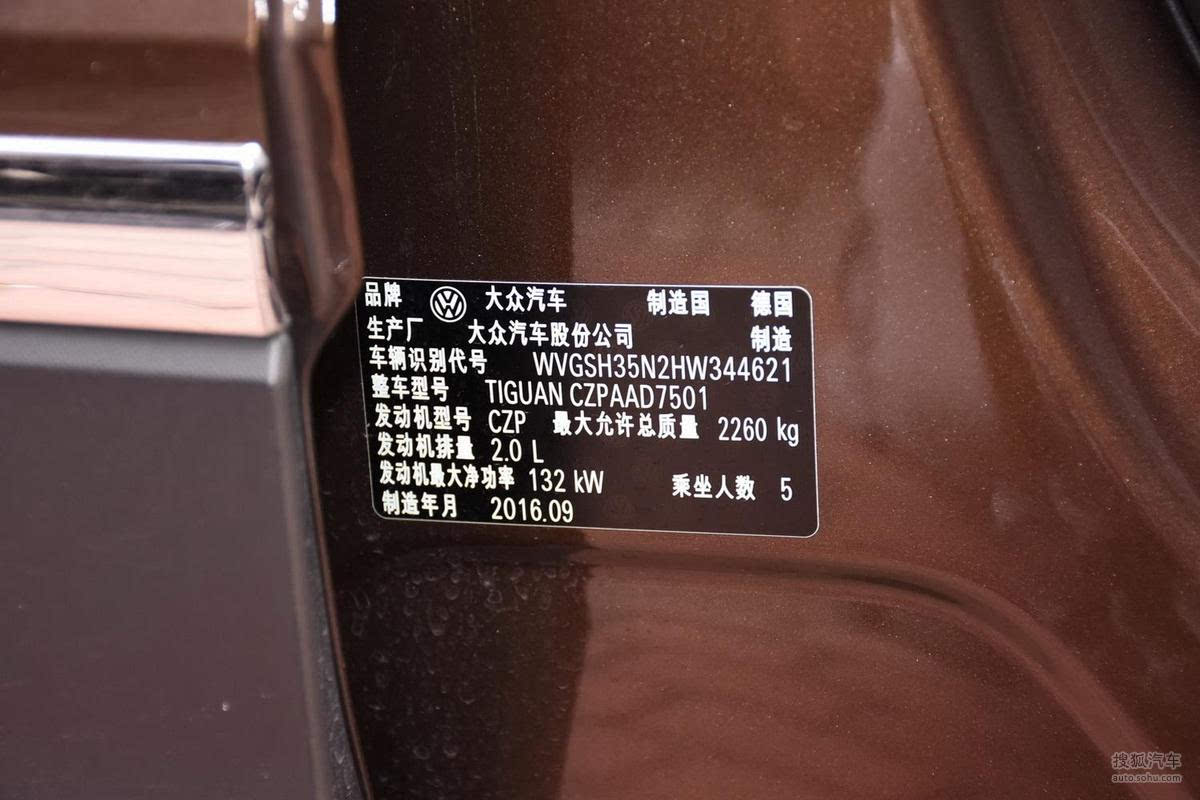 品牌 大众汽车 制造国 德国
生产厂 大众汽车股份公司 制造
车辆识别代号 WVGSH35N2HW344621
整车型号 TIGUAN CZPAAD7501
发动机型号 CZP 最大允许总质量 2260 kg
发动机排量 2.0 L
发动机最大净功率 132 kW 乘坐人数 5
制造年月 2016.09
搜狐汽车
auto.sohu.com